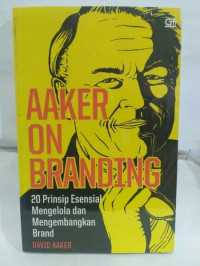 AAKER
ON
BRANDING
20 Prinsip Esensial
Mengelola dan
Mengembangkan
Brand
DAVID AAKER